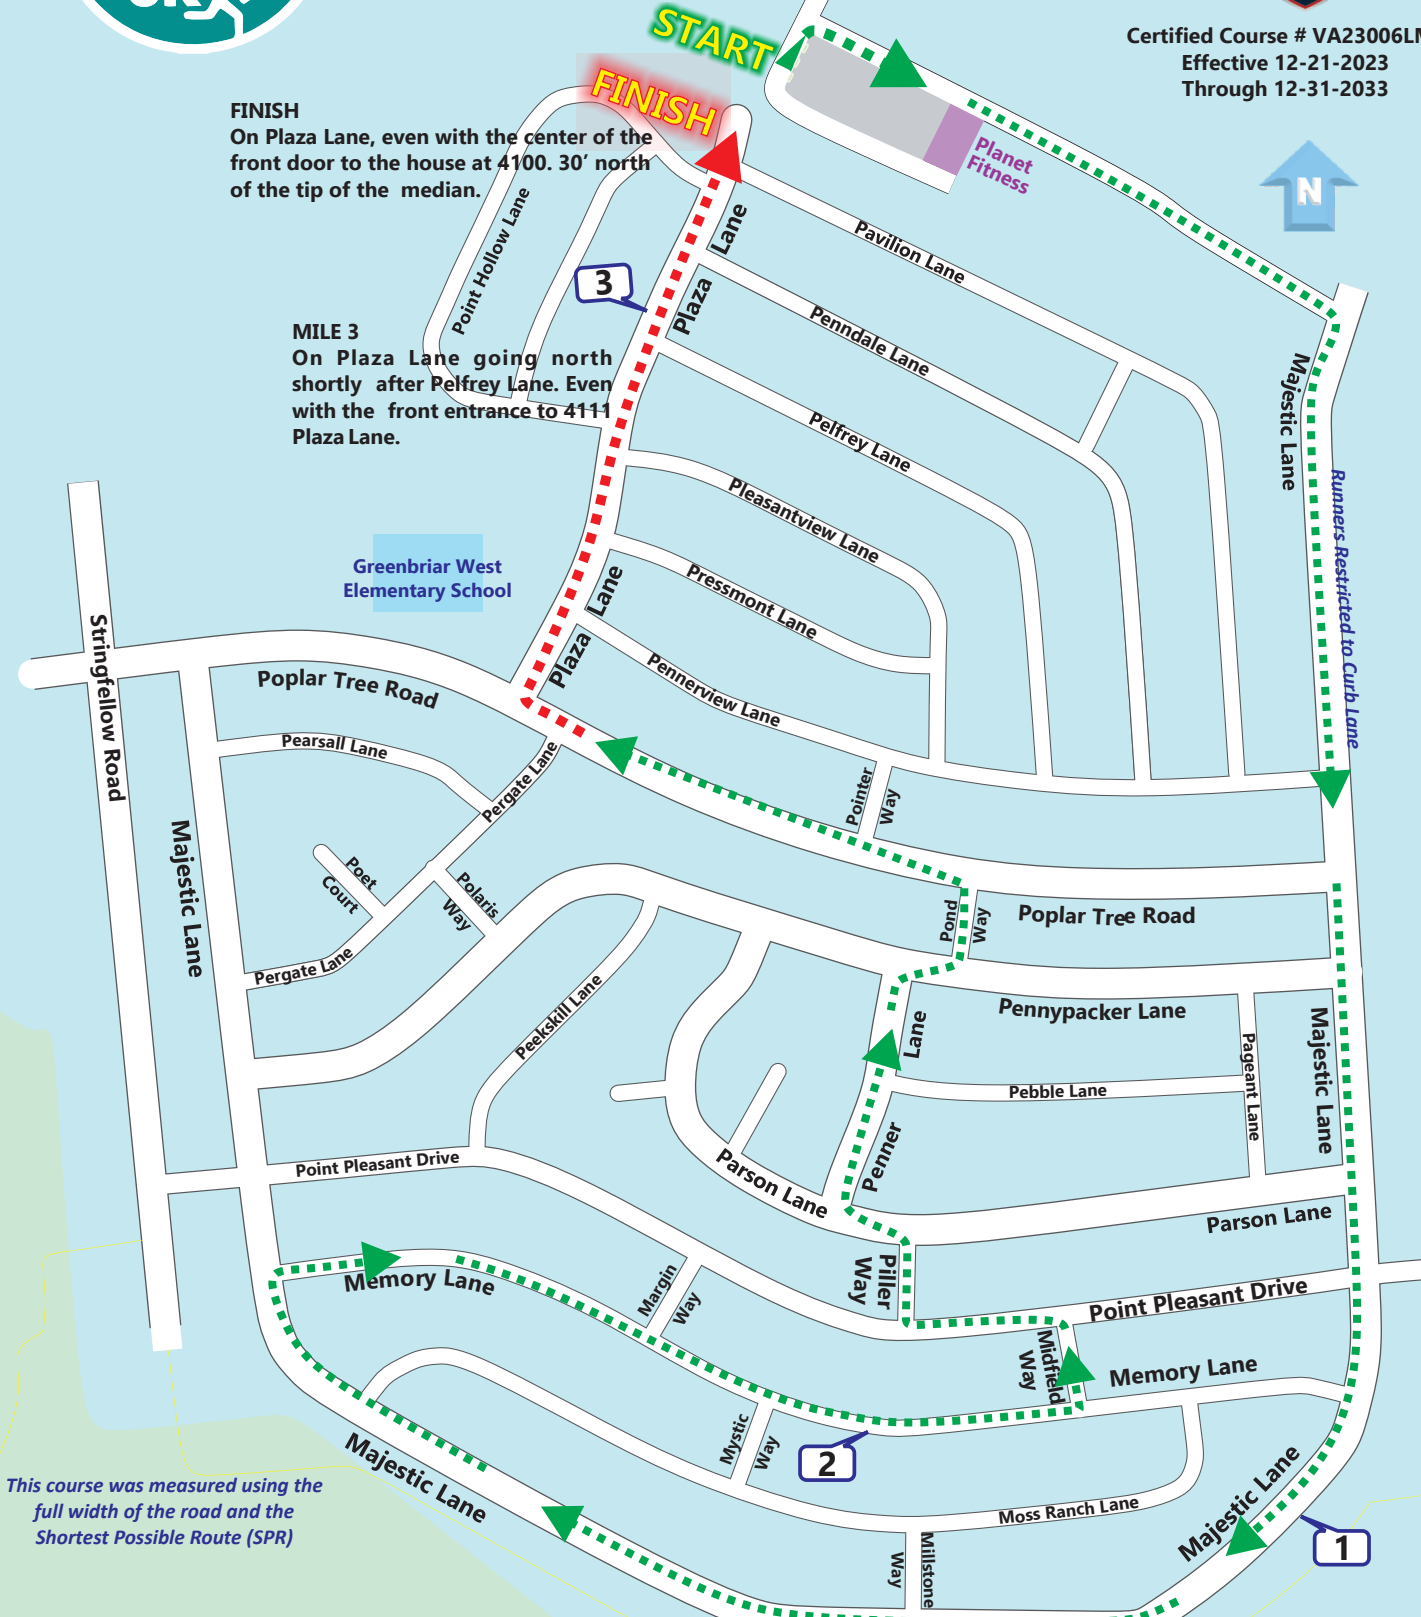 5K
START
FINISH
Certified Course # VA23006LM
Effective 12-21-2023
Through 12-31-2033
FINISH
On Plaza Lane, even with the center of the
front door to the house at 4100. 30’ north
of the tip of the median.
Planet
Fitness
N
Point Hollow Lane
Plaza Lane
Pavilion Lane
3
MILE 3
On Plaza Lane going north
shortly after Pelfrey Lane. Even
with the front entrance to 4111
Plaza Lane.
Penndale Lane
Majestic Lane
Pelfrey Lane
Pleasantview Lane
Runners Restricted to Curb Lane
Greenbriar West
Elementary School
Pressmont Lane
Plaza Lane
Stringfellow Road
Poplar Tree Road
Pennerview Lane
Pearsall Lane
Pergate Lane
Pointer
Way
Majestic Lane
Poet
Court
Polaris
Way
Pond
Way
Poplar Tree Road
Pergate Lane
Peekskill Lane
Pennypacker Lane
Penner Lane
Pageant Lane
Majestic Lane
Pebble Lane
Point Pleasant Drive
Parson Lane
Parson Lane
Piller
Way
Memory Lane
Margin
Way
Point Pleasant Drive
Midfield
Way
Memory Lane
Mystic
Way
2
Majestic Lane
Majestic Lane
Moss Ranch Lane
1
Millstone
Way
This course was measured using the
full width of the road and the
Shortest Possible Route (SPR)